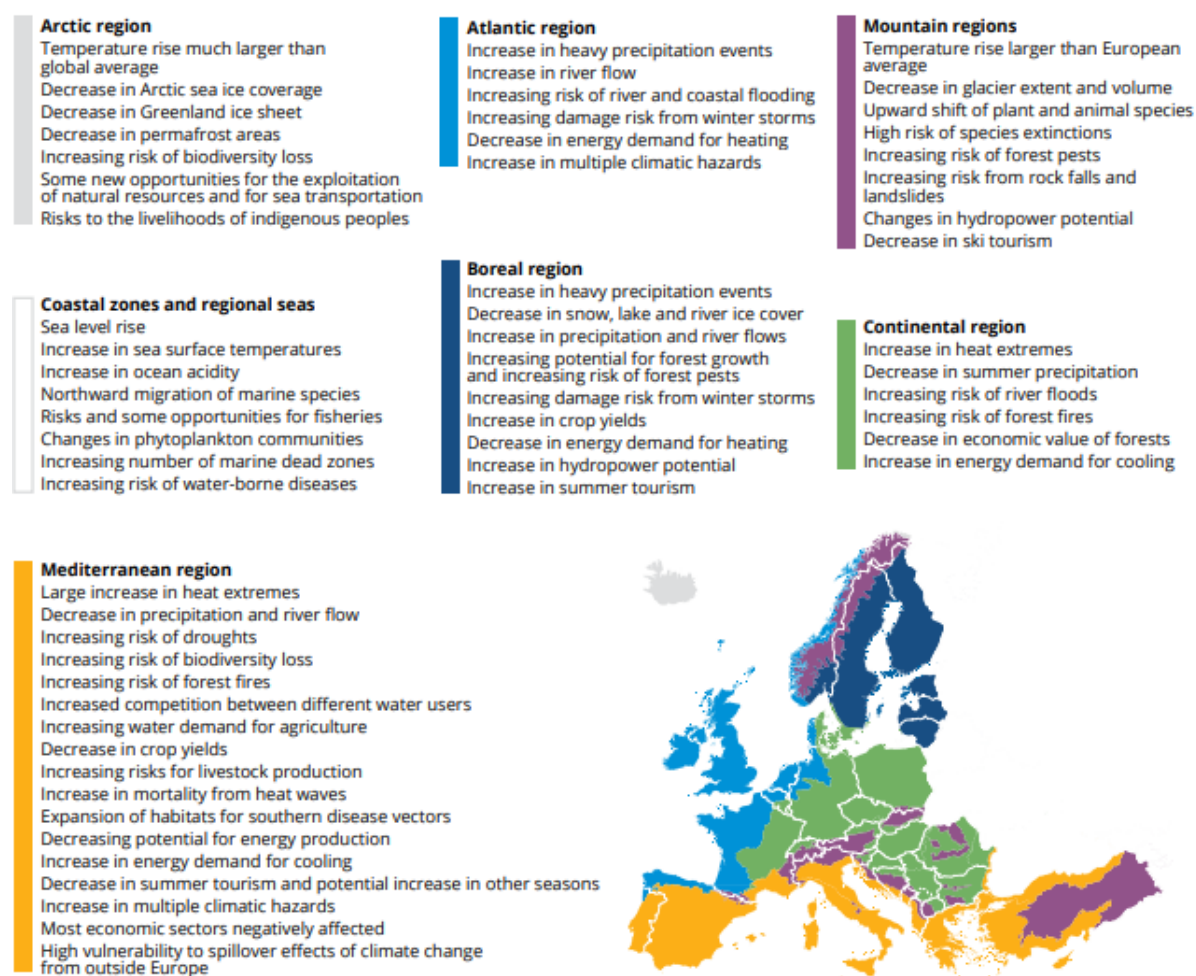 Arctic region
Temperature rise much larger than
global average
Decrease in Arctic sea ice coverage
Decrease in Greenland ice sheet
Decrease in permafrost areas
Increasing risk of biodiversity loss
Some new opportunities for the exploitation
of natural resources and for sea transportation
Risks to the livelihoods of indigenous peoples
Atlantic region
Increase in heavy precipitation events
Increase in river flow
Increasing risk of river and coastal flooding
Increasing damage risk from winter storms
Decrease in energy demand for heating
Increase in multiple climatic hazards
Mountain regions
Temperature rise larger than European
average
Decrease in glacier extent and volume
Upward shift of plant and animal species
High risk of species extinctions
Increasing risk of forest pests
Increasing risk from rock falls and
landslides
Changes in hydropower potential
Decrease in ski tourism
Coastal zones and regional seas
Sea level rise
Increase in sea surface temperatures
Increase in ocean acidity
Northward migration of marine species
Risks and some opportunities for fisheries
Changes in phytoplankton communities
Increasing number of marine dead zones
Increasing risk of water-borne diseases
Boreal region
Increase in heavy precipitation events
Decrease in snow, lake and river ice cover
Increase in precipitation and river flows
Increasing potential for forest growth
and increasing risk of forest pests
Increasing damage risk from winter storms
Increase in crop yields
Decrease in energy demand for heating
Increase in hydropower potential
Increase in summer tourism
Continental region
Increase in heat extremes
Decrease in summer precipitation
Increasing risk of river floods
Increasing risk of forest fires
Decrease in economic value of forests
Increase in energy demand for cooling
Mediterranean region
Large increase in heat extremes
Decrease in precipitation and river flow
Increasing risk of droughts
Increasing risk of biodiversity loss
Increasing risk of forest fires
Increased competition between different water users
Increasing water demand for agriculture
Decrease in crop yields
Increasing risks for livestock production
Increase in mortality from heat waves
Expansion of habitats for southern disease vectors
Decreasing potential for energy production
Increase in energy demand for cooling
Decrease in summer tourism and potential increase in other seasons
Increase in multiple climatic hazards
Most economic sectors negatively affected
High vulnerability to spillover effects of climate change
from outside Europe